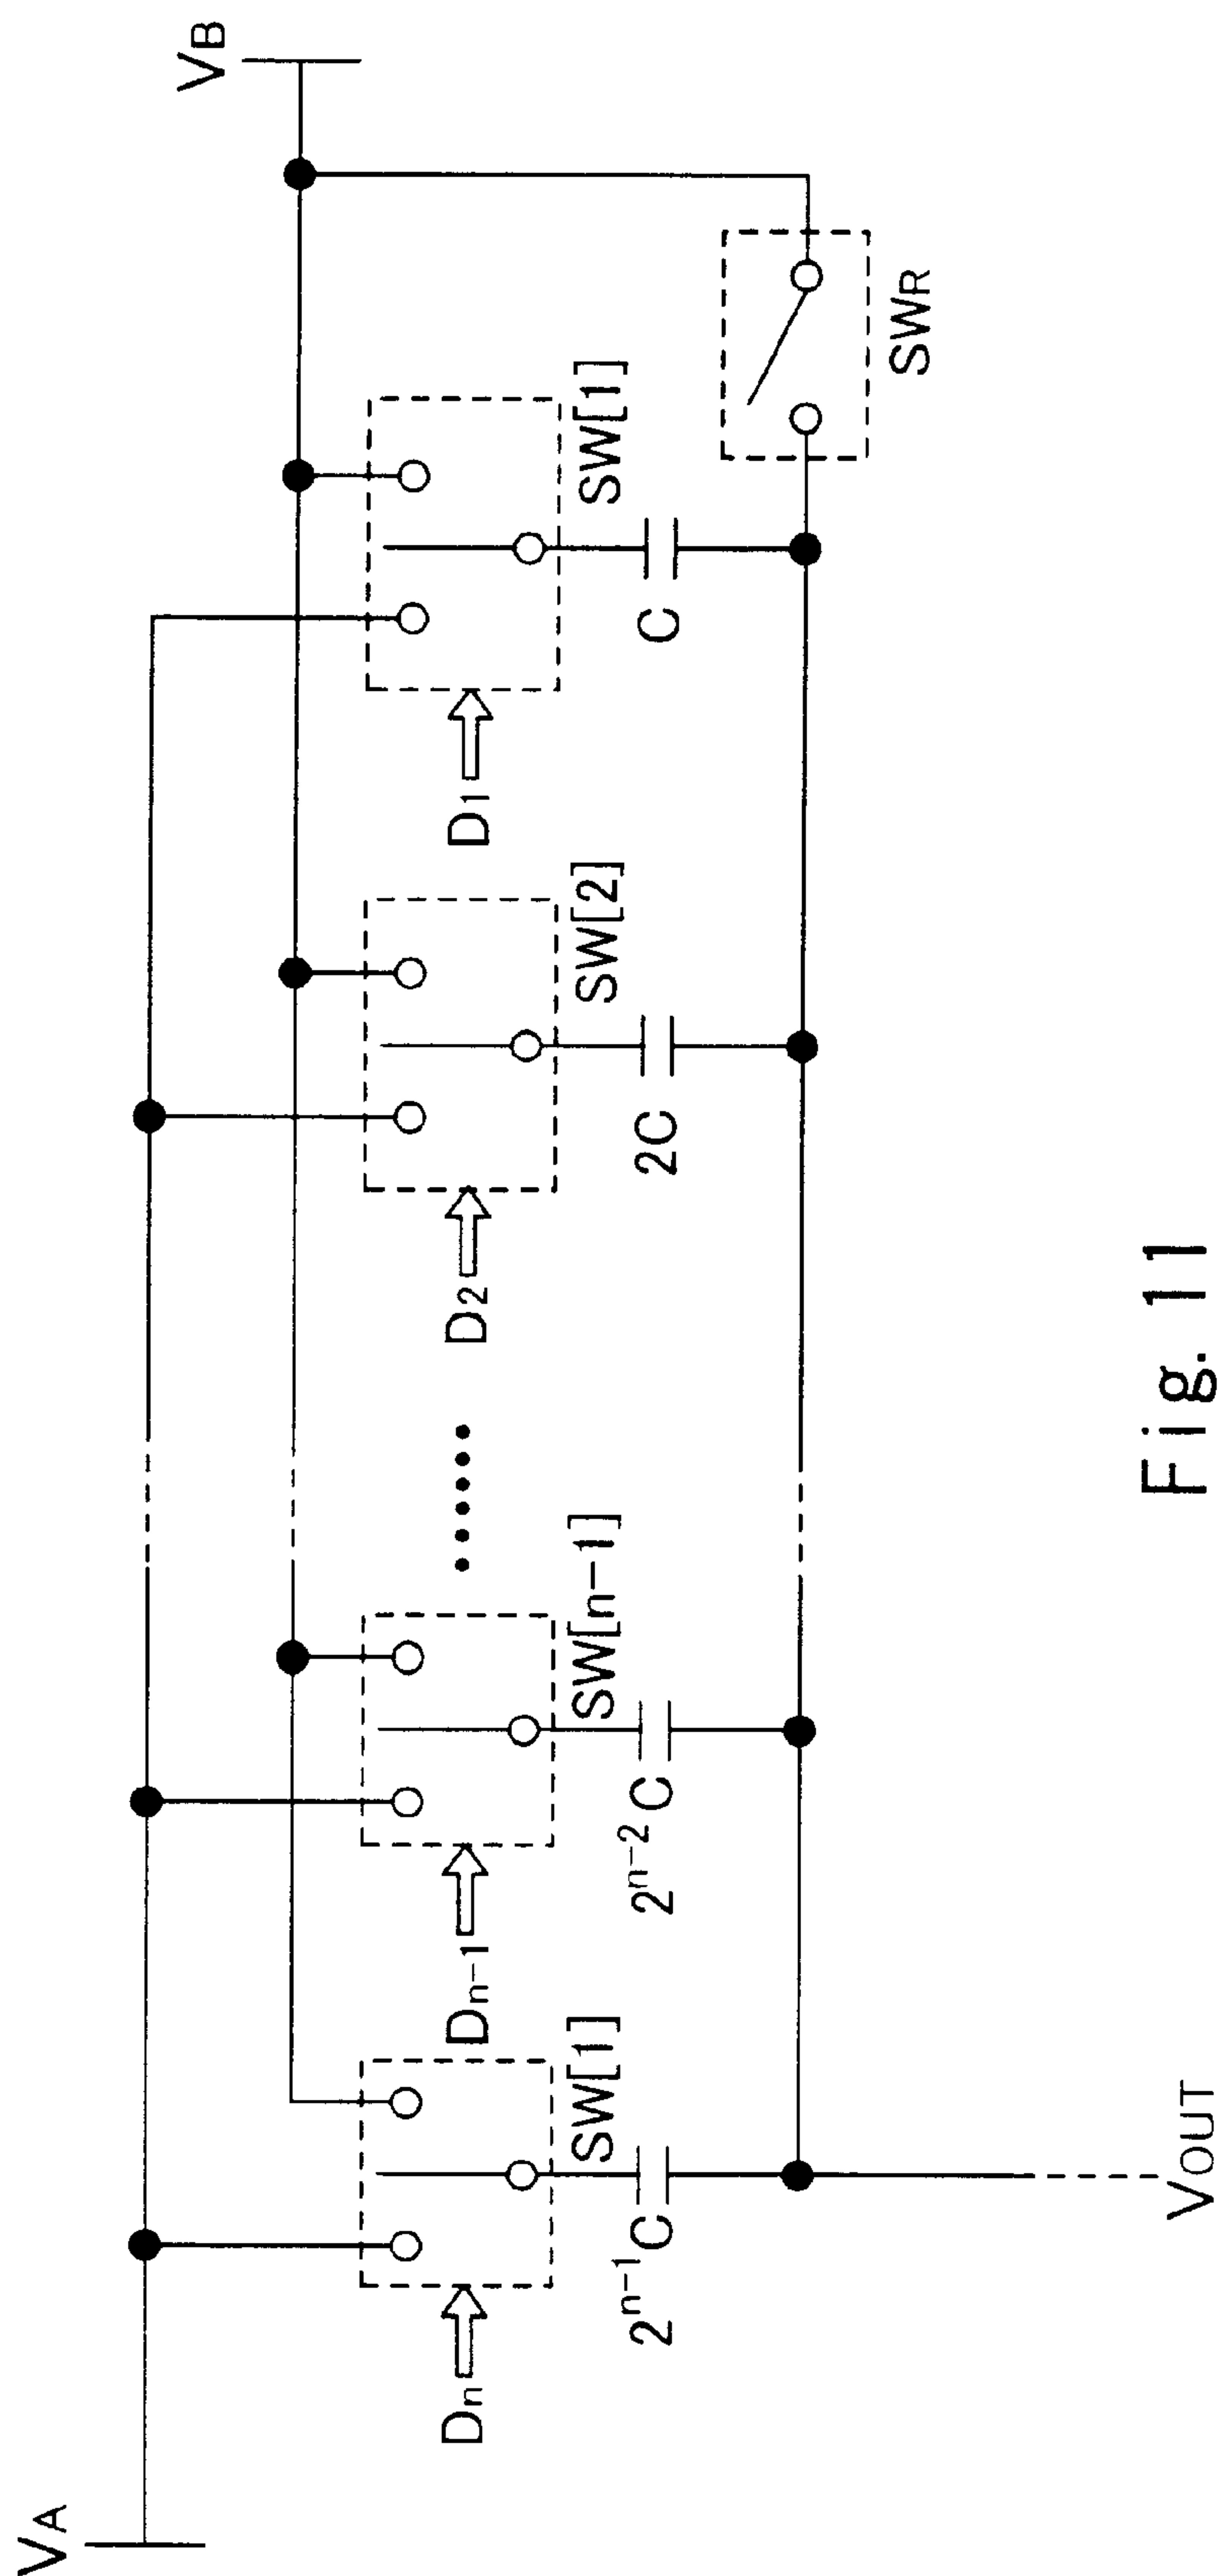 VA
VB
Dn
SW[1]
2ⁿ⁻¹C
Dn-1
SW[n-1]
2ⁿ⁻²C
D2
SW[2]
2C
D1
SW[1]
C
SWR
VOUT
Fig. 11